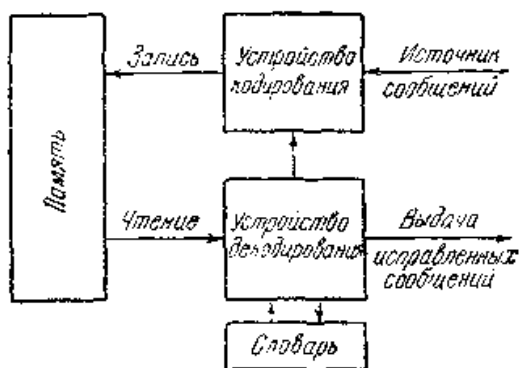 Память
Запись
Устройство
кодирования
Источник
сообщений
Чтение
Устройство
декодирования
Выдача
исправленных
сообщений
Словарь